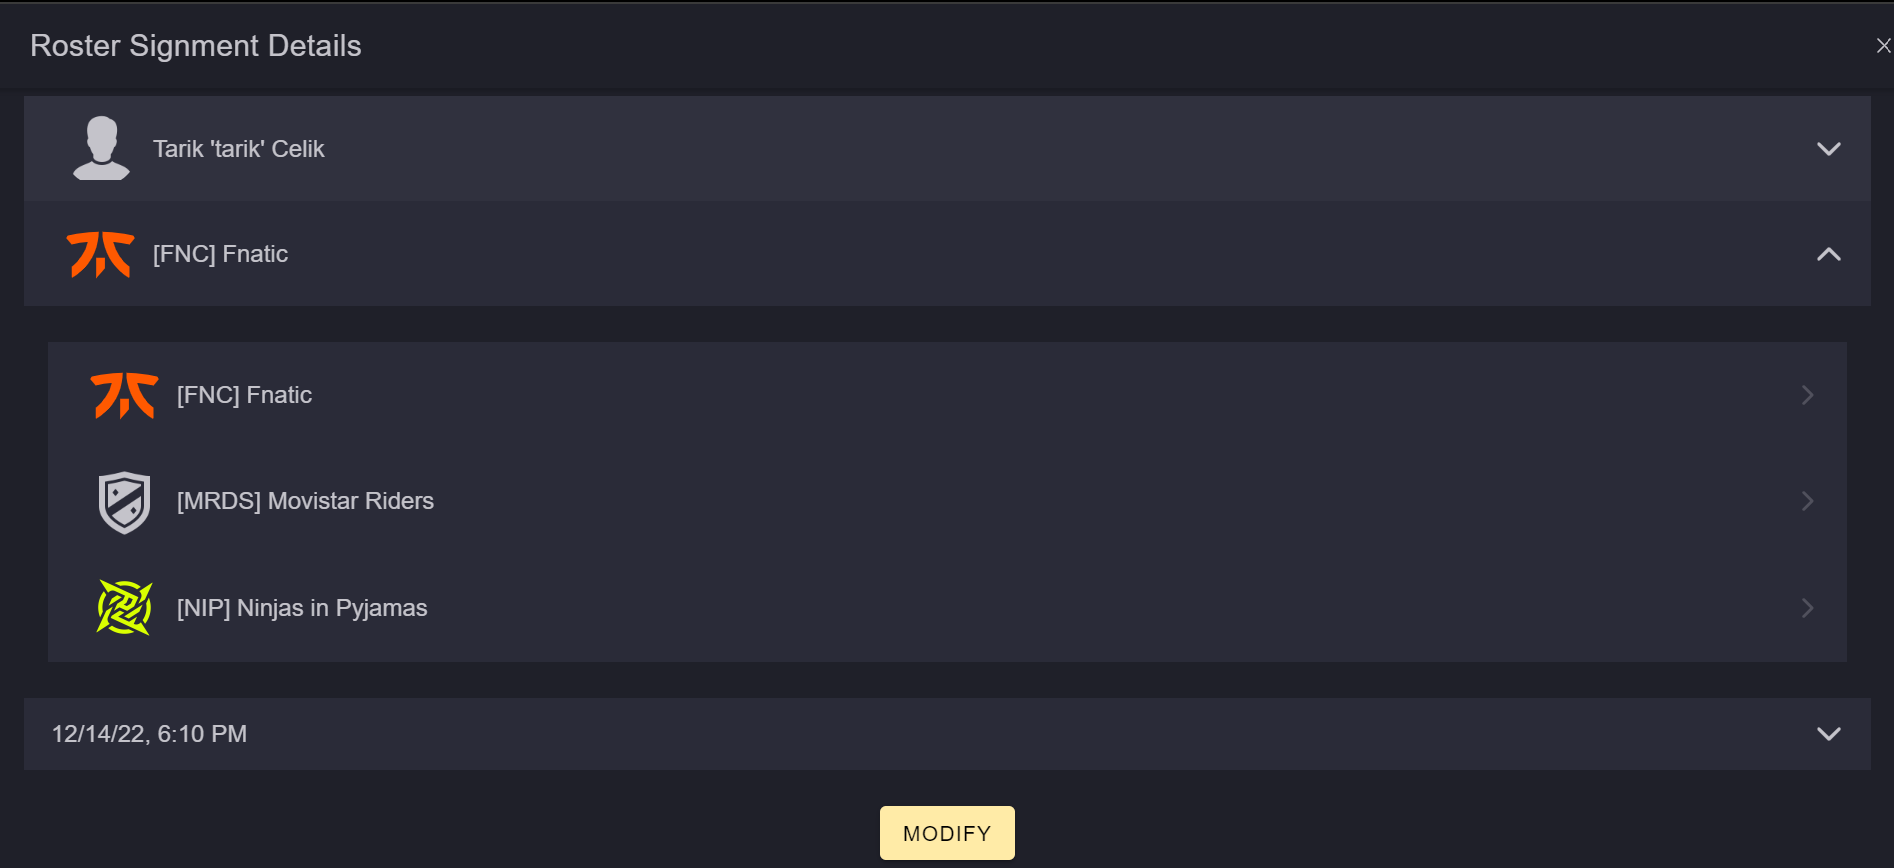 Roster Signment Details
Tarik 'tarik' Celik
[FNC] Fnatic
[FNC] Fnatic
[MRDS] Movistar Riders
[NIP] Ninjas in Pyjamas
12/14/22, 6:10 PM
MODIFY